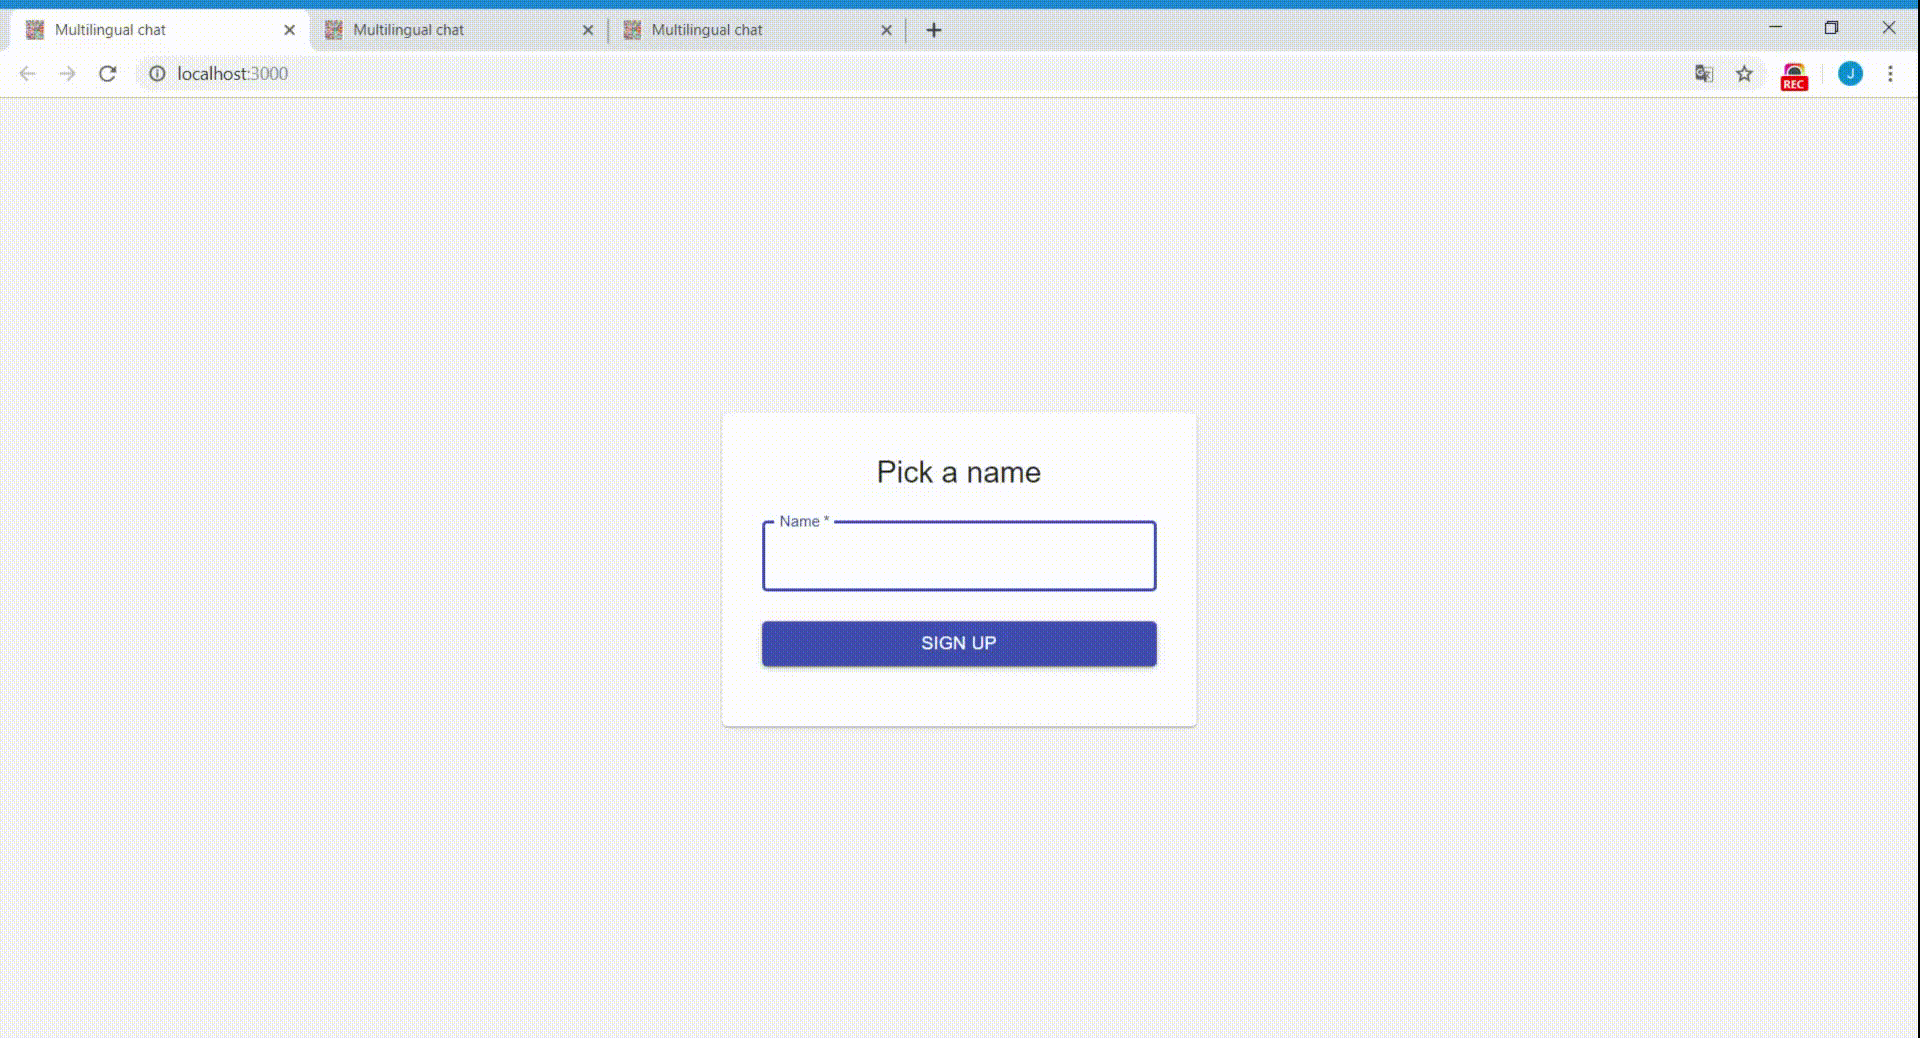 Multilingual chat
Multilingual chat
Multilingual chat
localhost:3000
REC
J
Pick a name
Name *
SIGN UP